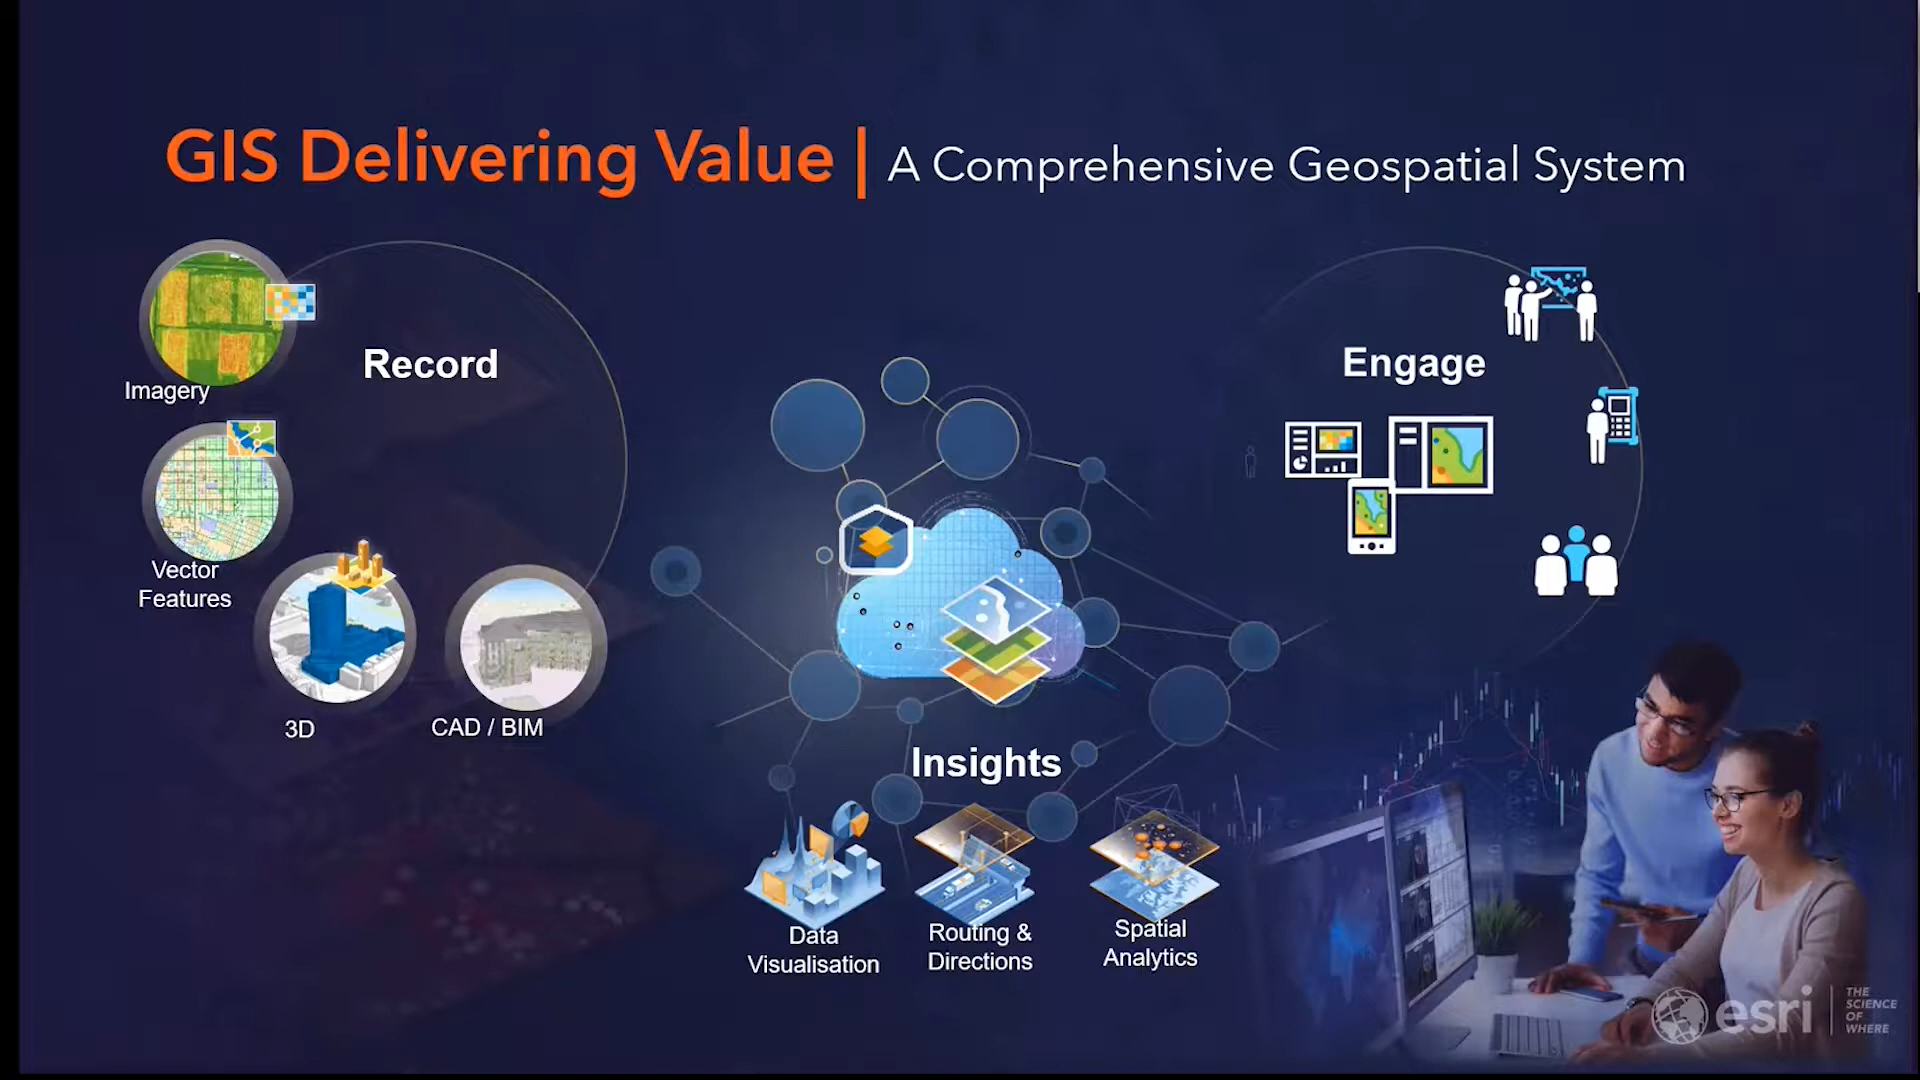 GIS Delivering Value | A Comprehensive Geospatial System
Record
Imagery
Vector
Features
3D
CAD / BIM
Engage
Insights
Data
Visualisation
Routing &
Directions
Spatial
Analytics
esri
THE
SCIENCE
OF
WHERE